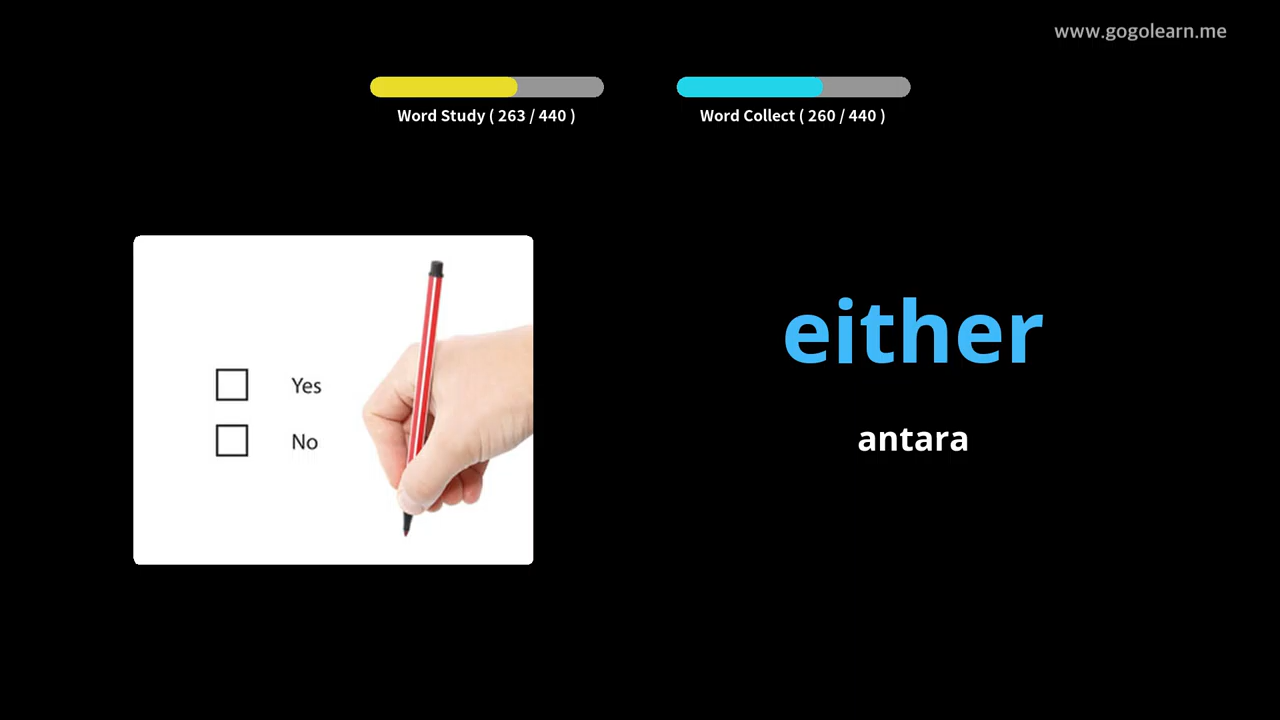 www.gogolearn.me
Word Study ( 263 / 440 )
Word Collect ( 260 / 440 )
Yes
No
either
antara